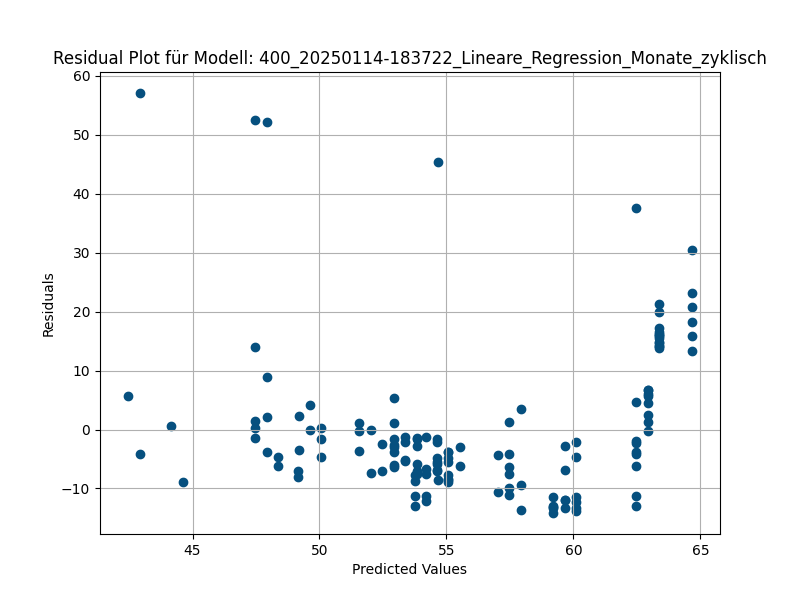 Residual Plot für Modell: 400_20250114-183722_Lineare_Regression_Monate_zyklisch
60
50
40
30
20
10
0
−10
Residuals
45 50 55 60 65
Predicted Values